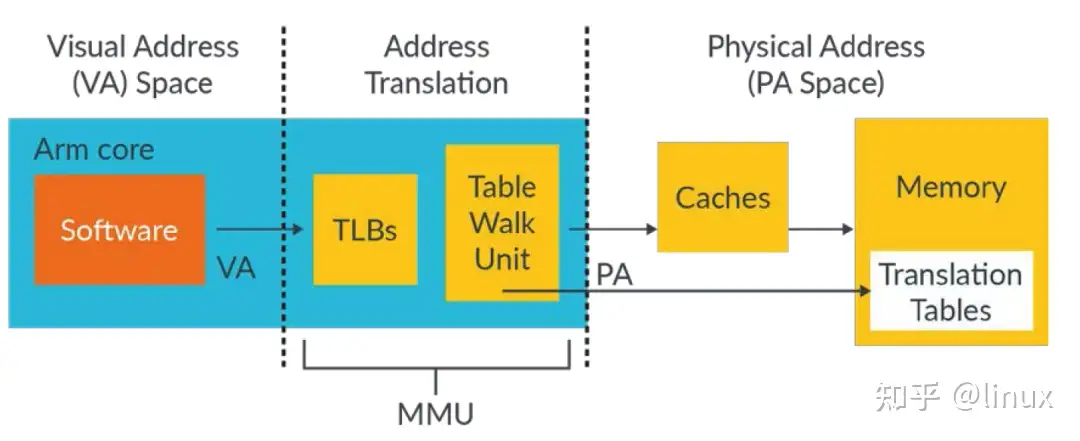 Visual Address
(VA) Space
Address
Translation
Physical Address
(PA Space)
Arm core
Software
VA
TLBs
Table
Walk
Unit
PA
Caches
Memory
Translation
Tables
MMU
知乎 @linux